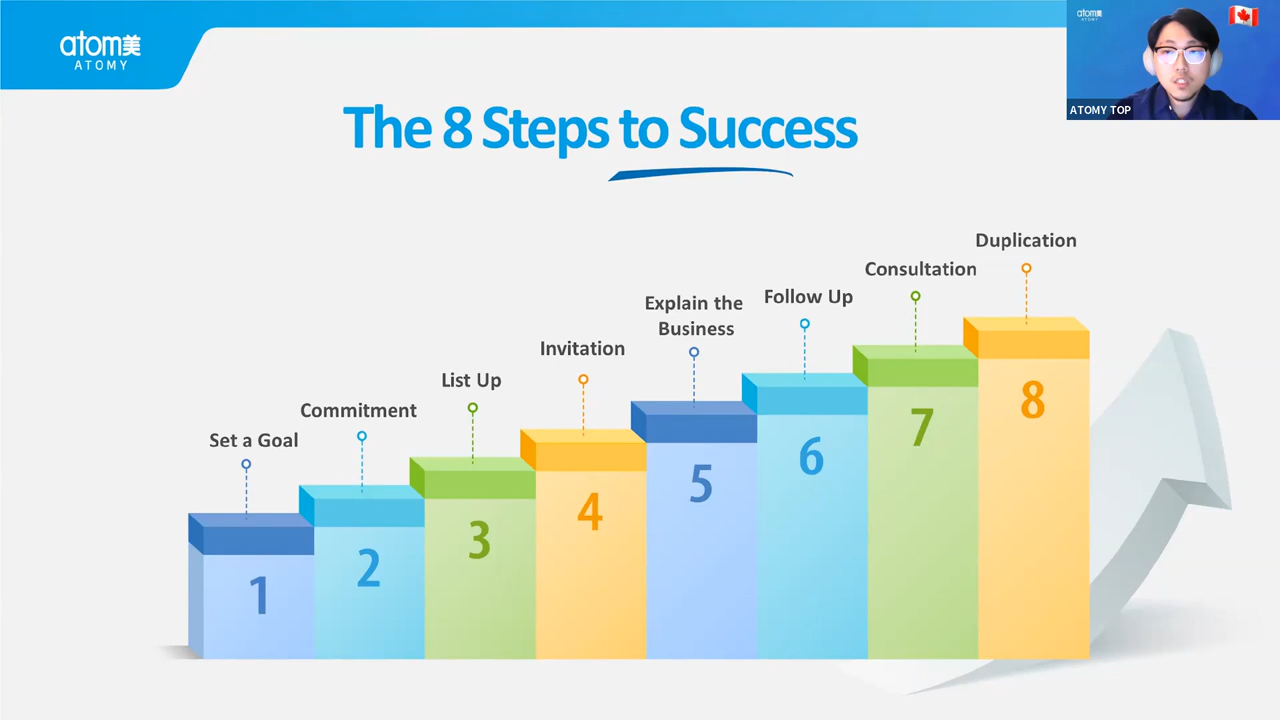 atom美
ATOMY
atom美
ATOMY
ATOMY TOP
The 8 Steps to Success
Set a Goal
Commitment
List Up
Invitation
Explain the
Business
Follow Up
Consultation
Duplication
1
2
3
4
5
6
7
8